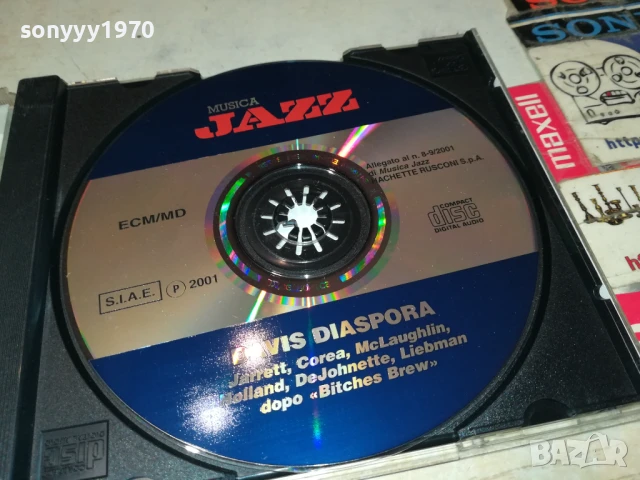 sonyyy1970
MUSICA
JAZZ
Allegato al n. 8-9/2001
di Musica Jazz
HACHETTE RUSCONI S.p.A.
ECM/MD
COMPACT
disc
DIGITAL AUDIO
S.I.A.E. P 2001
DIASPORA
Jarrett, Corea, McLaughlin,
Holland, DeJohnette, Liebman
dopo «Bitches Brew»
SONY
maxell
http
BAZAR